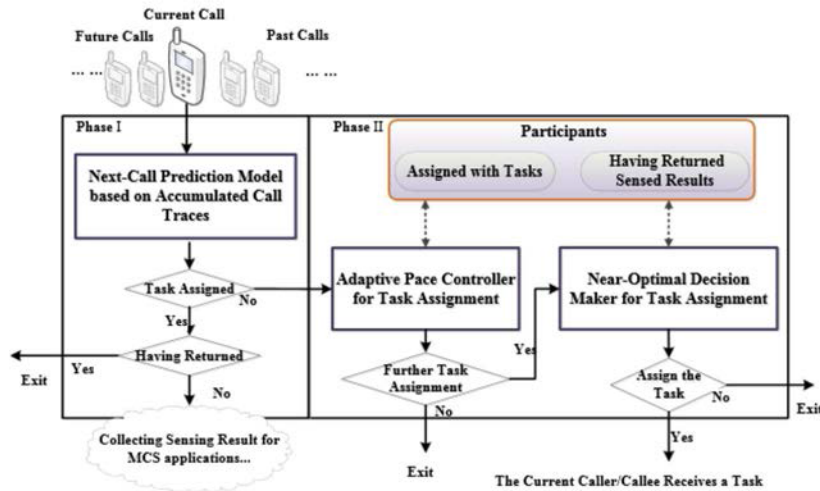 Current Call
Future Calls
Past Calls
... ...
... ...
Phase I
Phase II
Participants
Assigned with Tasks
Having Returned
Sensed Results
Next-Call Prediction Model
based on Accumulated Call
Traces
Adaptive Pace Controller
for Task Assignment
Near-Optimal Decision
Maker for Task Assignment
Task Assigned
No
Yes
Having Returned
Yes
Exit
No
Collecting Sensing Result for
MCS applications...
Further Task
Assignment
Yes
No
Exit
Assign the
Task
No
Exit
Yes
The Current Caller/Callee Receives a Task